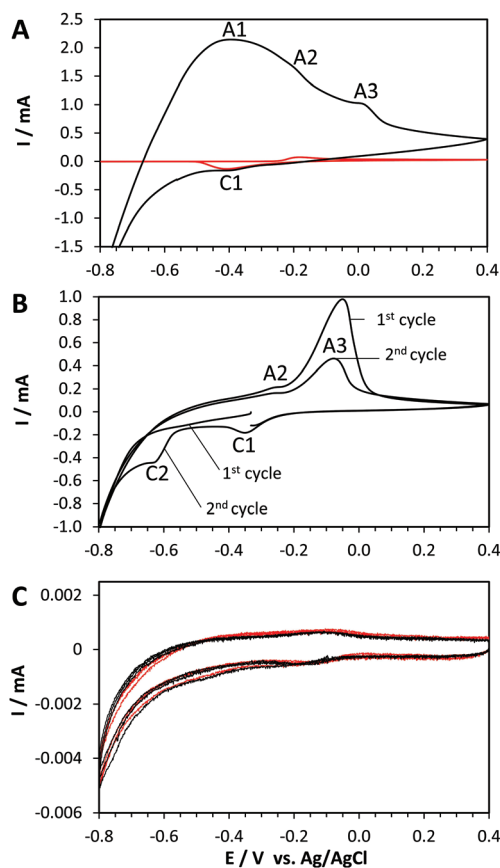 A
I / mA
2.5
2.0
1.5
1.0
0.5
0.0
-0.5
-1.0
-1.5
A1
A2
A3
C1
-0.8 -0.6 -0.4 -0.2 0.0 0.2 0.4
B
I / mA
1.0
0.8
0.6
0.4
0.2
0.0
-0.2
-0.4
-0.6
-0.8
-1.0
1st cycle
A3
2nd cycle
A2
C1
1st cycle
C2
2nd cycle
-0.8 -0.6 -0.4 -0.2 0.0 0.2 0.4
C
I / mA
0.002
0
-0.002
-0.004
-0.006
-0.8 -0.6 -0.4 -0.2 0.0 0.2 0.4
E / V vs. Ag/AgCl